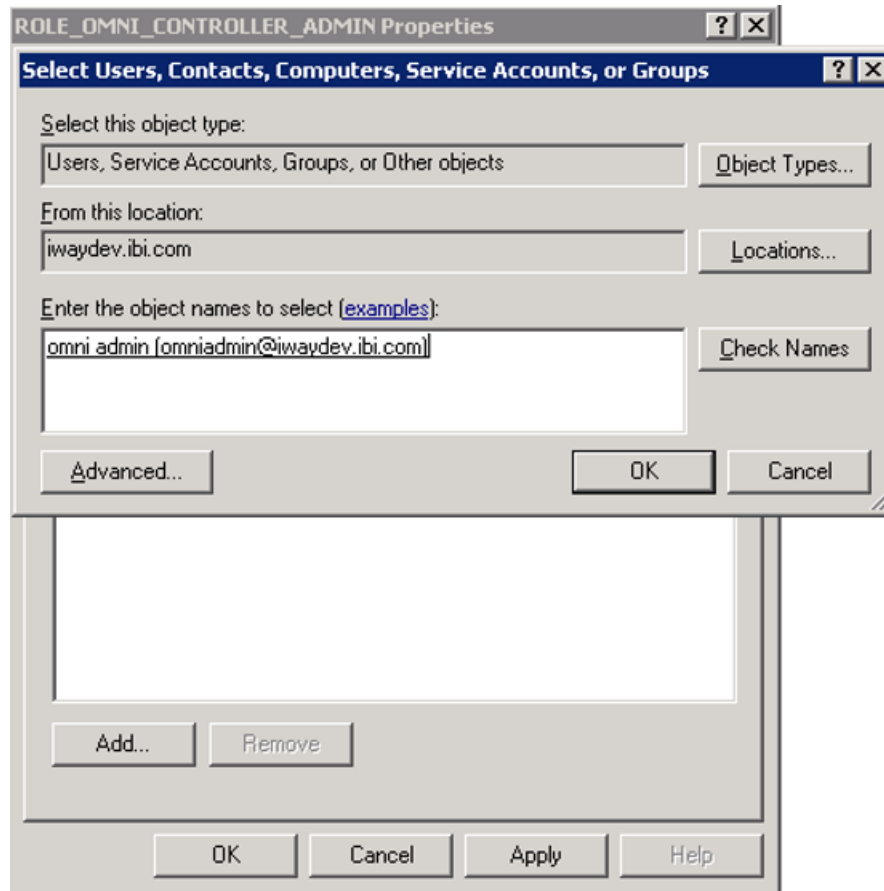 ROLE_OMNI_CONTROLLER_ADMIN Properties
Select Users, Contacts, Computers, Service Accounts, or Groups
Select this object type:
Users, Service Accounts, Groups, or Other objects
Object Types...
From this location:
iwaydev.ibi.com
Locations...
Enter the object names to select (examples):
omni admin (omniadmin@iwaydev.ibi.com)
Check Names
Advanced... OK Cancel
Add... Remove
OK Cancel Apply Help